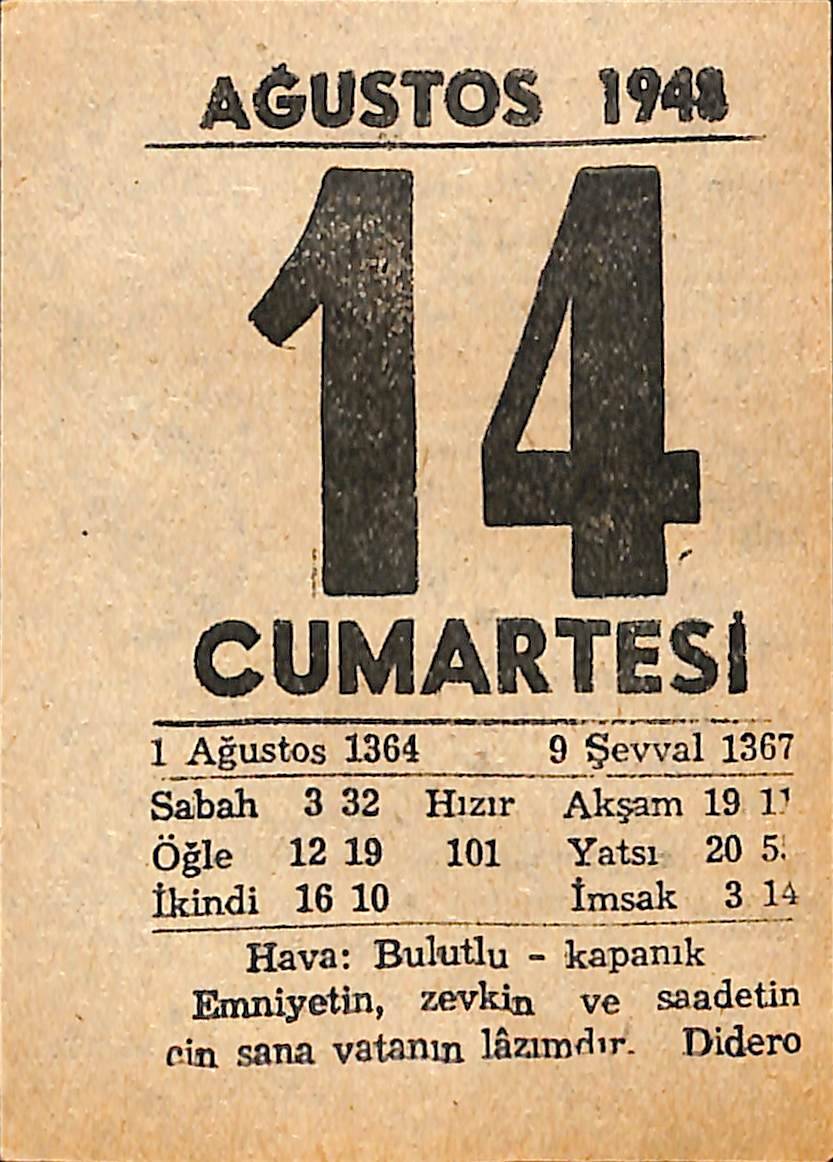 AĞUSTOS 1948
14
CUMARTESİ
1 Ağustos 1364 9 Şevval 1367
Sabah 3 32 Hızır Akşam 19 11
Öğle 12 19 101 Yatsı 20
İkindi 16 10 İmsak 3 14
Hava: Bulutlu - kapanık
Emniyetin, zevkin ve saadetin
sana vatanın lâzımdır. Didero